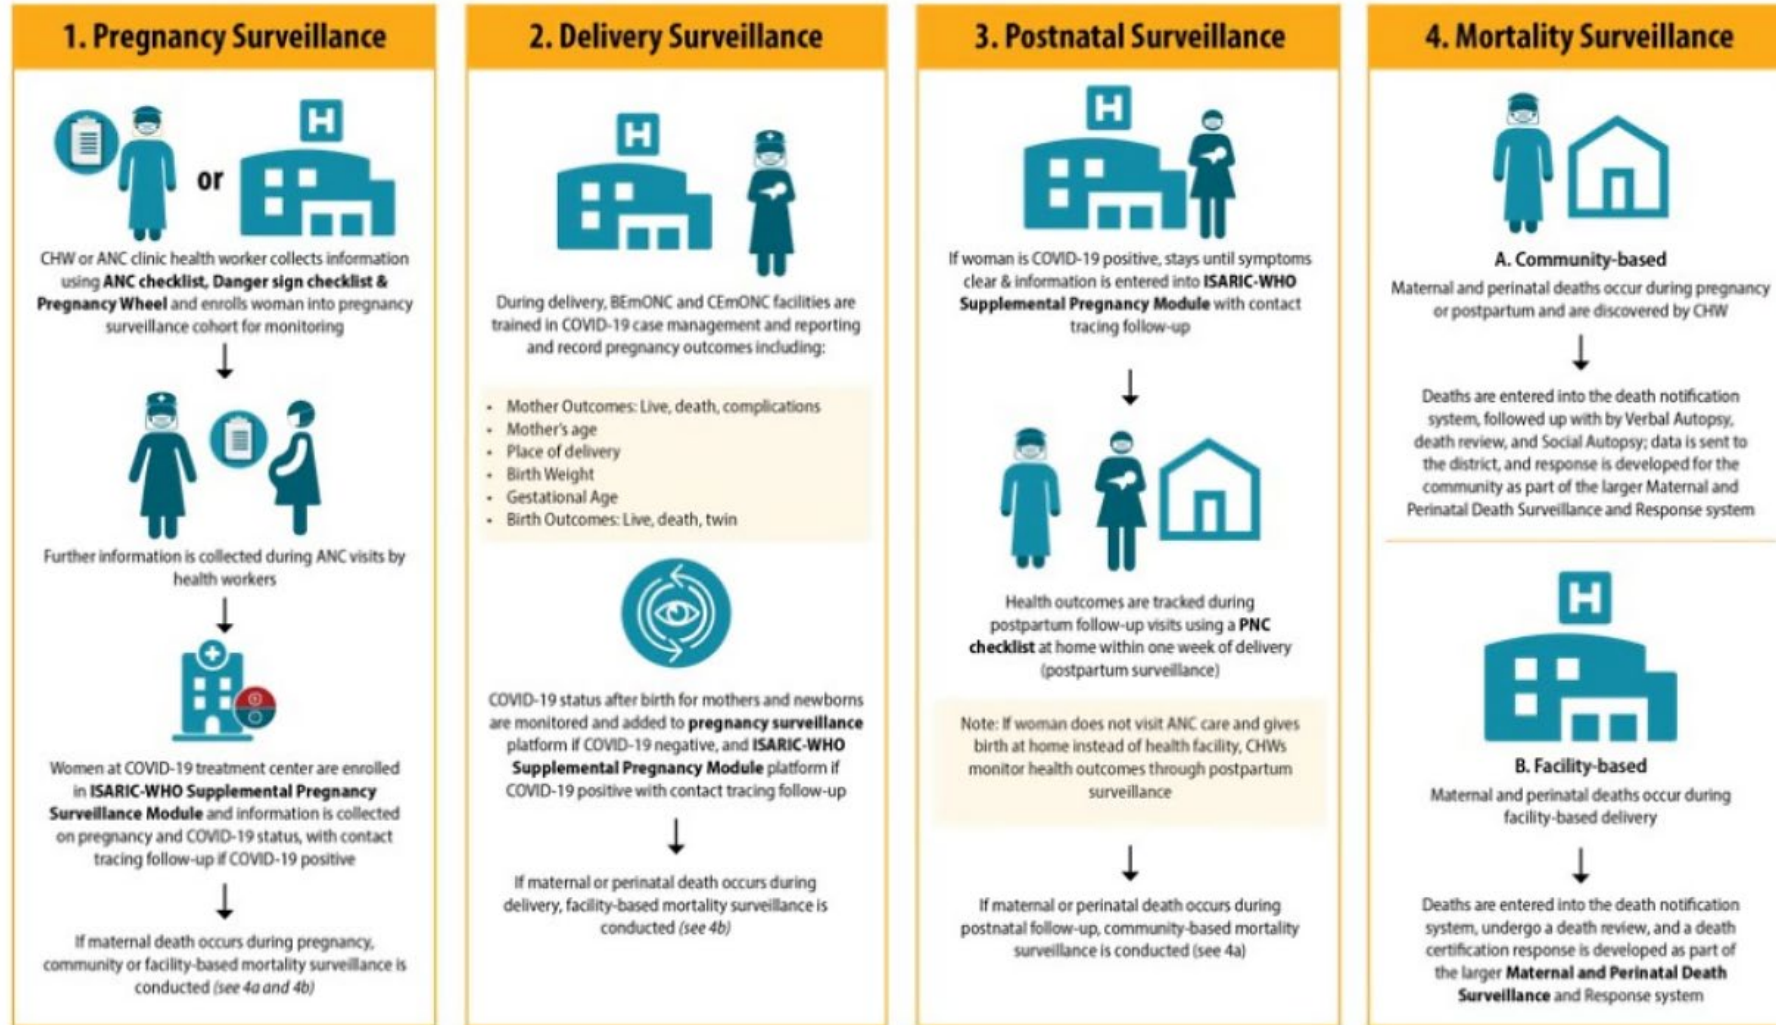 1. Pregnancy Surveillance
H
or
CHW or ANC clinic health worker collects information
using ANC checklist, Danger sign checklist &
Pregnancy Wheel and enrolls woman into pregnancy
surveillance cohort for monitoring
Further information is collected during ANC visits by
health workers
Women at COVID-19 treatment center are enrolled
in ISARIC-WHO Supplemental Pregnancy
Surveillance Module and information is collected
on pregnancy and COVID-19 status, with contact
tracing follow-up if COVID-19 positive
If maternal death occurs during pregnancy,
community or facility-based mortality surveillance is
conducted (see 4a and 4b)
2. Delivery Surveillance
H
During delivery, BEmONC and CEmONC facilities are
trained in COVID-19 case management and reporting
and record pregnancy outcomes including:
• Mother Outcomes: Live, death, complications
• Mother's age
• Place of delivery
• Birth Weight
• Gestational Age
• Birth Outcomes: Live, death, twin
COVID-19 status after birth for mothers and newborns
are monitored and added to pregnancy surveillance
platform if COVID-19 negative, and ISARIC-WHO
Supplemental Pregnancy Module platform if
COVID-19 positive with contact tracing follow-up
If maternal or perinatal death occurs during
delivery, facility-based mortality surveillance is
conducted (see 4b)
3. Postnatal Surveillance
H
If woman is COVID-19 positive, stays until symptoms
clear & information is entered into ISARIC-WHO
Supplemental Pregnancy Module with contact
tracing follow-up
Health outcomes are tracked during
postpartum follow-up visits using a PNC
checklist at home within one week of delivery
(postpartum surveillance)
Note: If woman does not visit ANC care and gives
birth at home instead of health facility, CHWs
monitor health outcomes through postpartum
surveillance
If maternal or perinatal death occurs during
postnatal follow-up, community-based mortality
surveillance is conducted (see 4a)
4. Mortality Surveillance
A. Community-based
Maternal and perinatal deaths occur during pregnancy
or postpartum and are discovered by CHW
Deaths are entered into the death notification
system, followed up with by Verbal Autopsy,
death review, and Social Autopsy; data is sent to
the district, and response is developed for the
community as part of the larger Maternal and
Perinatal Death Surveillance and Response system
H
B. Facility-based
Maternal and perinatal deaths occur during
facility-based delivery
Deaths are entered into the death notification
system, undergo a death review, and a death
certification response is developed as part of
the larger Maternal and Perinatal Death
Surveillance and Response system